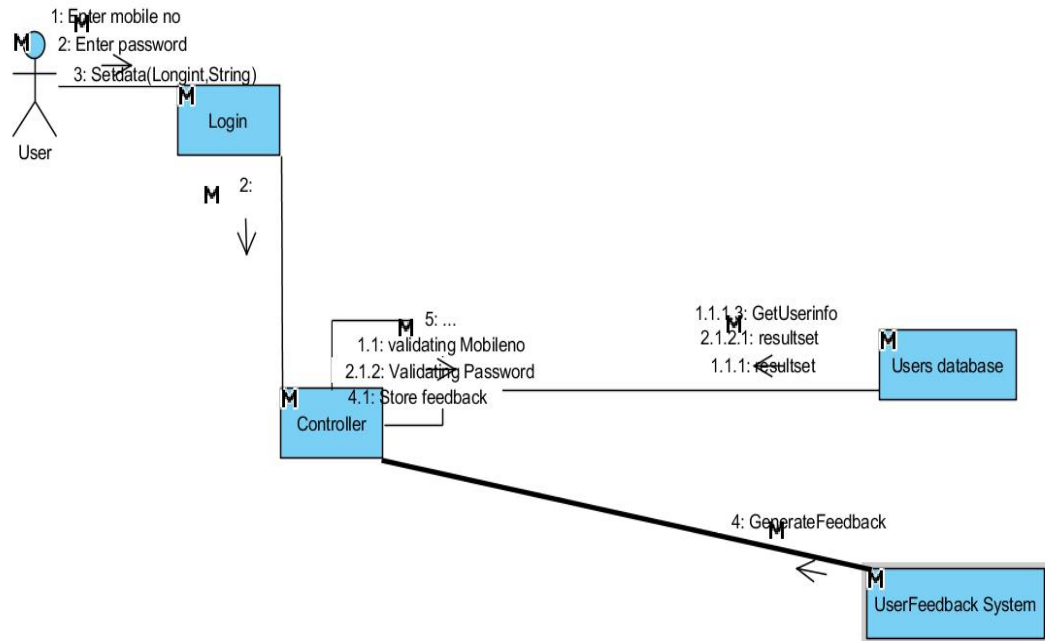 1: Enter mobile no
M
M
2: Enter password
3: Setdata(Longint,String)
M
Login
User
M
2:
5: ...
M
1.1: validating Mobileno
2.1.2: Validating Password
4.1: Store feedback
M
Controller
1.1.1.3: GetUserinfo
M
2.1.2.1: resultset
1.1.1: resultset
M
Users database
4: GenerateFeedback
M
M
UserFeedback System